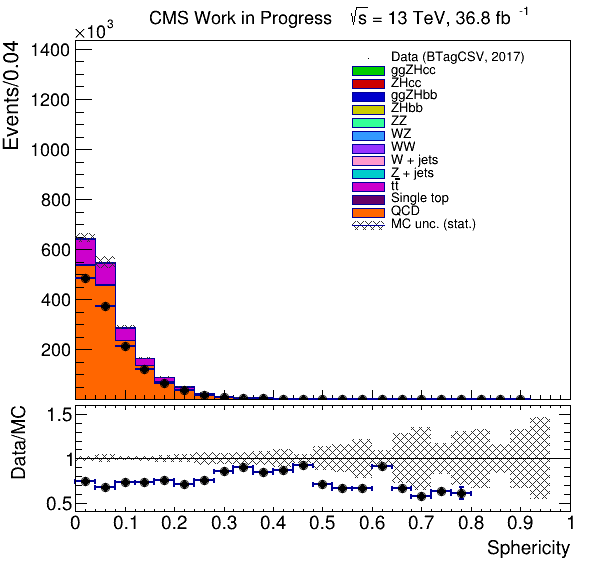 CMS Work in Progress √s = 13 TeV, 36.8 fb⁻¹
×10³
Events/0.04
1400
1200
1000
800
600
400
200
Data (BTagCSV, 2017)
ggZHcc
ZHcc
ggZHbb
ZHbb
ZZ
WZ
WW
W + jets
Z + jets
tt̅
Single top
QCD
MC unc. (stat.)
Data/MC
1.5
1
0.5
0 0.1 0.2 0.3 0.4 0.5 0.6 0.7 0.8 0.9 1
Sphericity